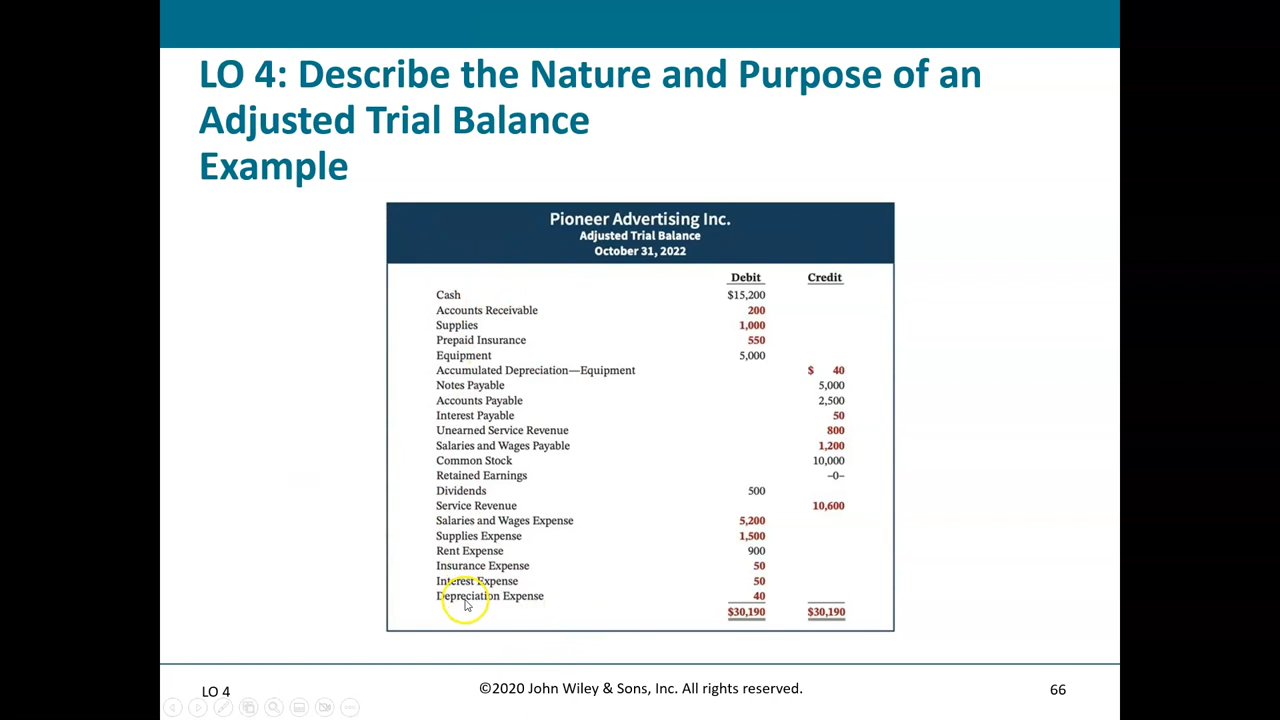 LO 4: Describe the Nature and Purpose of an
Adjusted Trial Balance
Example
Pioneer Advertising Inc.
Adjusted Trial Balance
October 31, 2022
Debit Credit
Cash $15,200
Accounts Receivable 200
Supplies 1,000
Prepaid Insurance 550
Equipment 5,000
Accumulated Depreciation—Equipment $ 40
Notes Payable 5,000
Accounts Payable 2,500
Interest Payable 50
Unearned Service Revenue 800
Salaries and Wages Payable 1,200
Common Stock 10,000
Retained Earnings –0–
Dividends 500
Service Revenue 10,600
Salaries and Wages Expense 5,200
Supplies Expense 1,500
Rent Expense 900
Insurance Expense 50
Interest Expense 50
Depreciation Expense 40
$30,190 $30,190
LO 4 ©2020 John Wiley & Sons, Inc. All rights reserved. 66